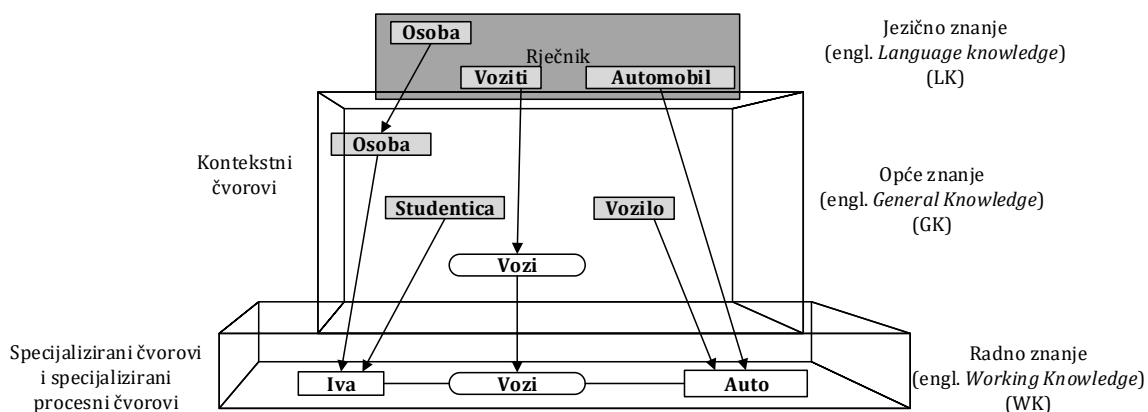 Osoba
Rječnik
Voziti
Automobil
Jezično znanje
(engl. Language knowledge)
(LK)
Osoba
Kontekstni
čvorovi
Studentica
Vozilo
Opće znanje
(engl. General Knowledge)
(GK)
Vozi
Specijalizirani čvorovi
i specijalizirani
procesni čvorovi
Iva
Vozi
Auto
Radno znanje
(engl. Working Knowledge)
(WK)